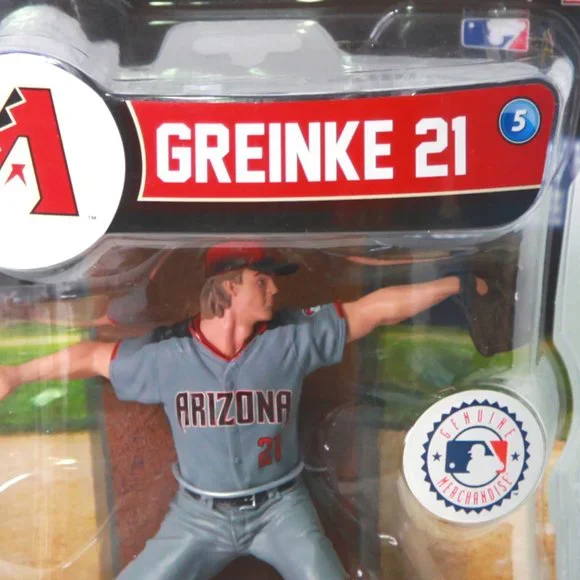 GREINKE 21
5
ARIZONA
21
GENUINE
MERCHANDISE